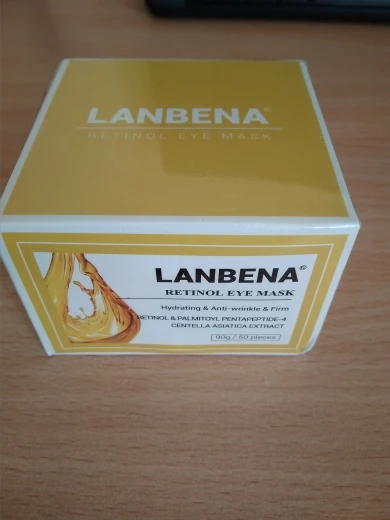 LANBENA®
RETINOL EYE MASK
LANBENA®
RETINOL EYE MASK
Hydrating & Anti-wrinkle & Firm
RETINOL & PALMITOYL PENTAPEPTIDE-4
CENTELLA ASIATICA EXTRACT
[ 90g / 50 pieces ]